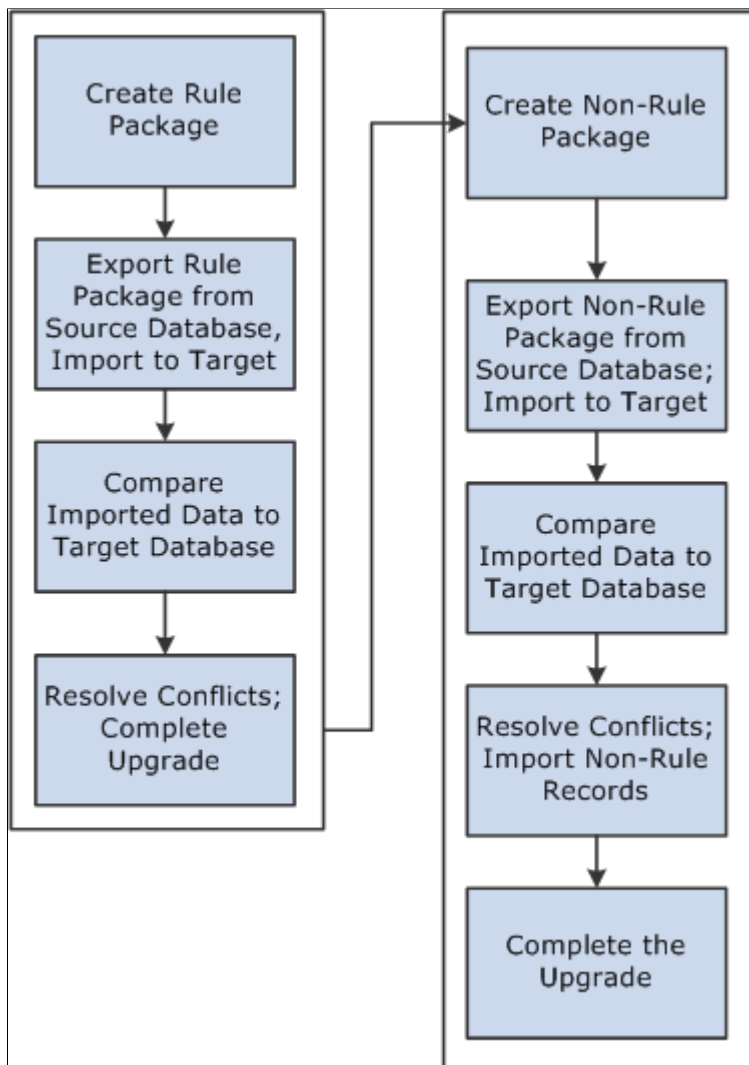 Create Rule
Package
Export Rule
Package from
Source Database,
Import to Target
Compare
Imported Data to
Target Database
Resolve Conflicts;
Complete
Upgrade
Create Non-Rule
Package
Export Non-Rule
Package from
Source Database;
Import to Target
Compare
Imported Data to
Target Database
Resolve Conflicts;
Import Non-Rule
Records
Complete the
Upgrade